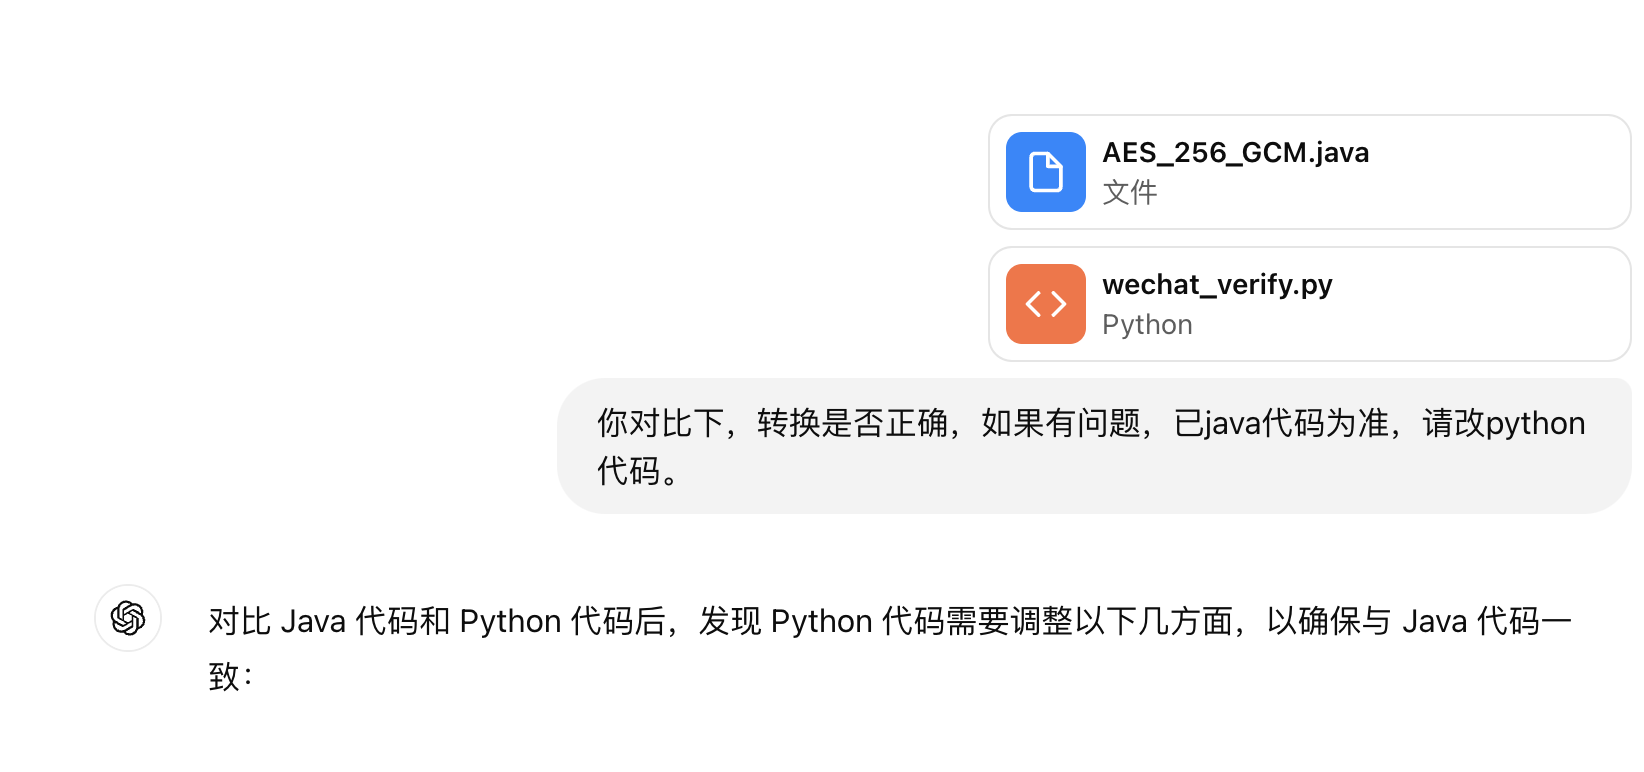 AES_256_GCM.java
文件
wechat_verify.py
Python
你对比下，转换是否正确，如果有问题，已java代码为准，请改python
代码。
对比 Java 代码和 Python 代码后，发现 Python 代码需要调整以下几方面，以确保与 Java 代码一
致：